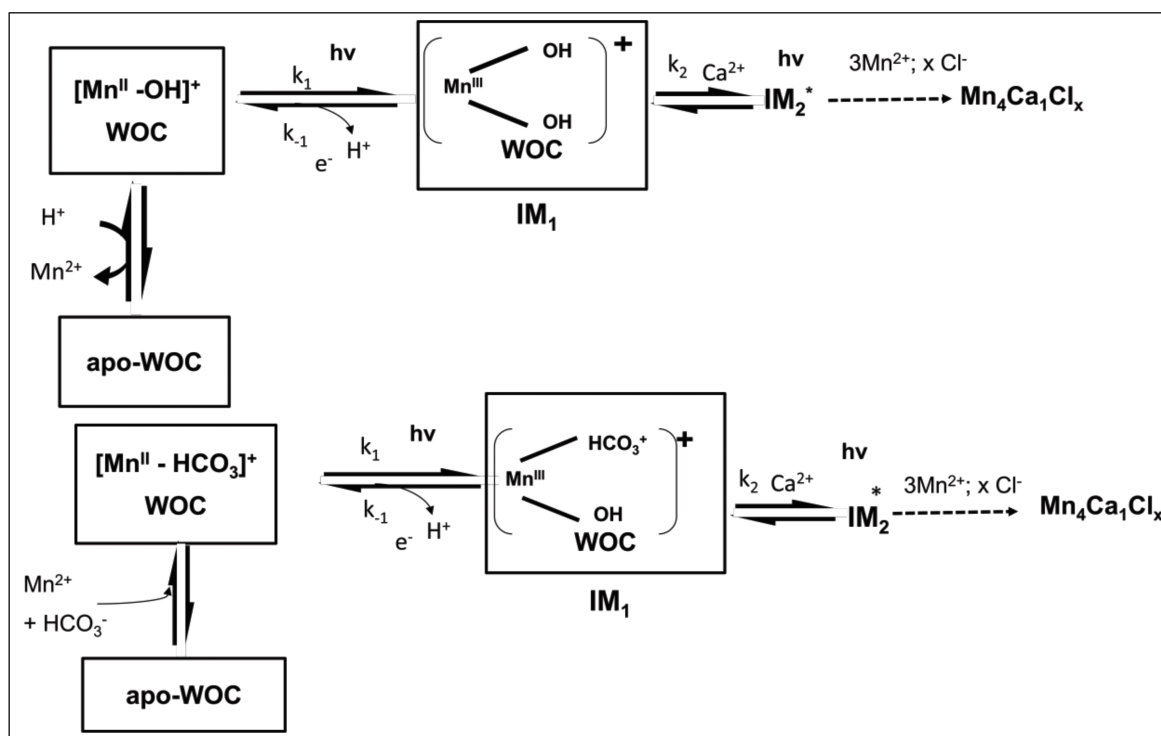 [Mnᴵᴵ -OH]⁺
WOC
k₁
hν
k₋₁
e⁻
H⁺
Mnᴵᴵᴵ
OH
OH
+
WOC
IM₁
k₂
Ca²⁺
hν
IM₂*
3Mn²⁺; x Cl⁻
Mn₄Ca₁Clₓ
H⁺
Mn²⁺
apo-WOC
[Mnᴵᴵ - HCO₃]⁺
WOC
k₁
hν
k₋₁
e⁻
H⁺
Mnᴵᴵᴵ
HCO₃⁺
OH
+
WOC
IM₁
k₂
Ca²⁺
hν
IM₂*
3Mn²⁺; x Cl⁻
Mn₄Ca₁Clₓ
Mn²⁺
+ HCO₃⁻
apo-WOC